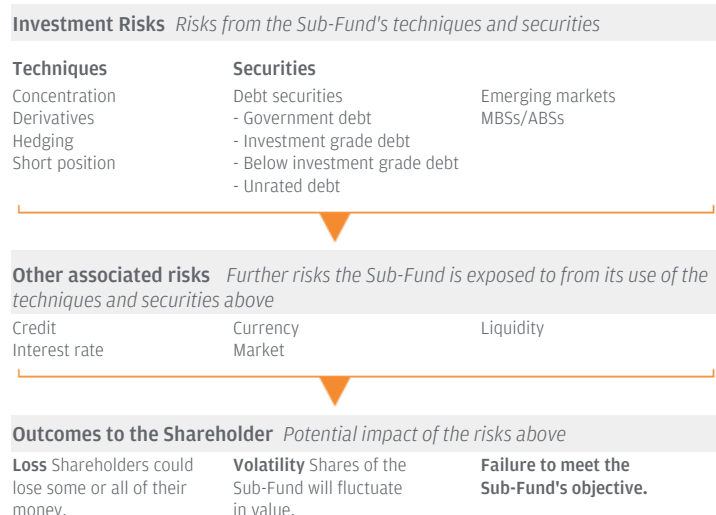 Investment Risks Risks from the Sub-Fund's techniques and securities
Techniques
Concentration
Derivatives
Hedging
Short position
Securities
Debt securities
- Government debt
- Investment grade debt
- Below investment grade debt
- Unrated debt
Emerging markets
MBSs/ABSs
Other associated risks Further risks the Sub-Fund is exposed to from its use of the
techniques and securities above
Credit
Interest rate
Currency
Market
Liquidity
Outcomes to the Shareholder Potential impact of the risks above
Loss Shareholders could
lose some or all of their
money.
Volatility Shares of the
Sub-Fund will fluctuate
in value.
Failure to meet the
Sub-Fund's objective.